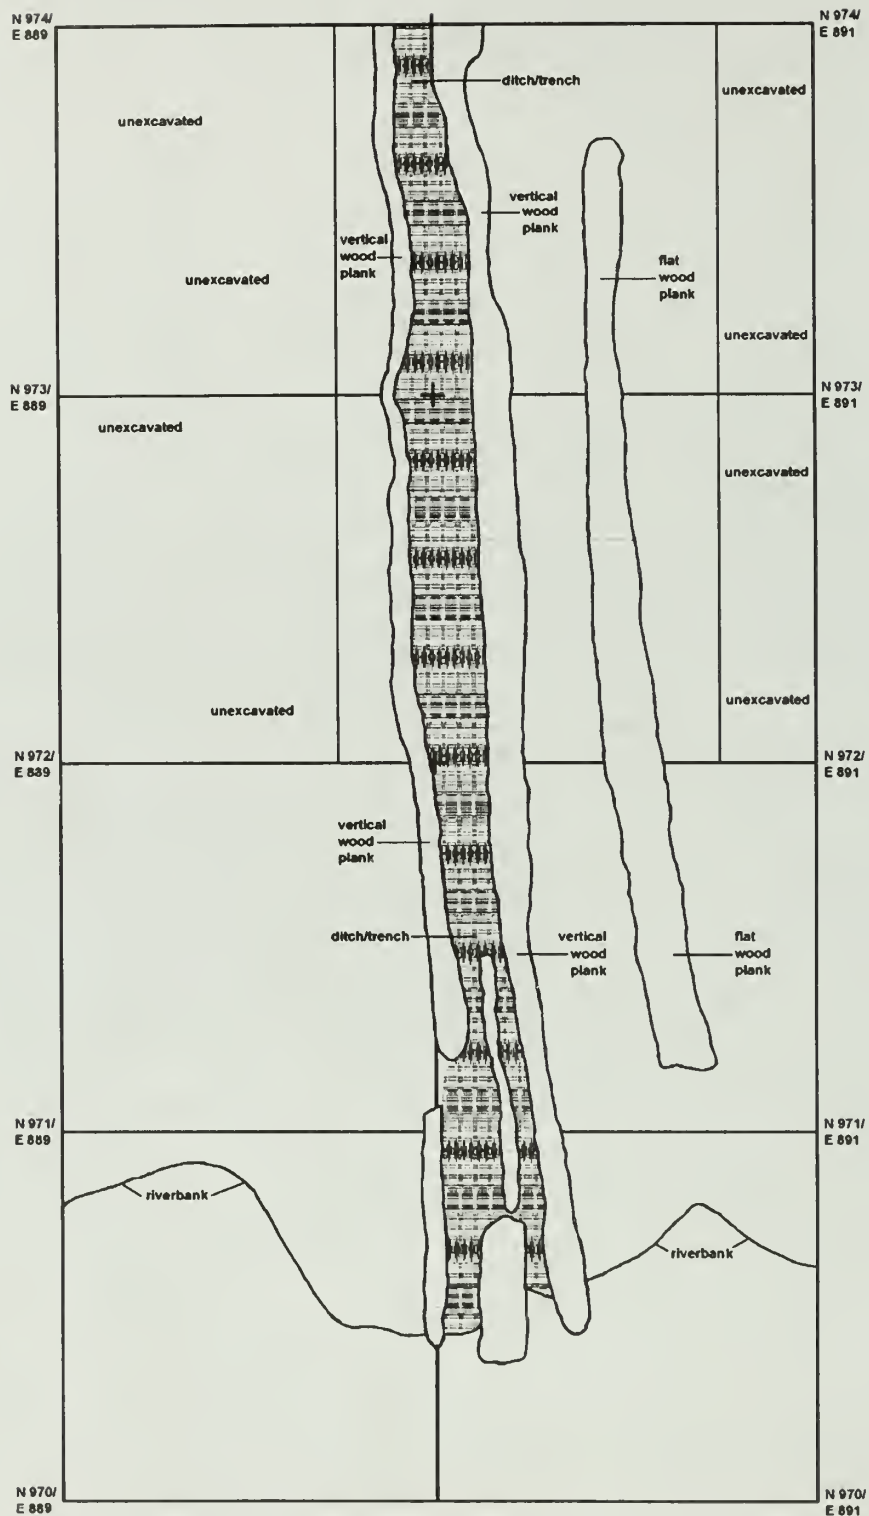 N 974/
E 889
N 974/
E 891
ditch/trench
unexcavated
unexcavated
vertical
wood
plank
vertical
wood
plank
flat
wood
plank
unexcavated
unexcavated
N 973/
E 889
N 973/
E 891
unexcavated
unexcavated
unexcavated
unexcavated
N 972/
E 889
N 972/
E 891
vertical
wood
plank
ditch/trench
vertical
wood
plank
flat
wood
plank
N 971/
E 889
N 971/
E 891
riverbank
riverbank
N 970/
E 889
N 970/
E 891